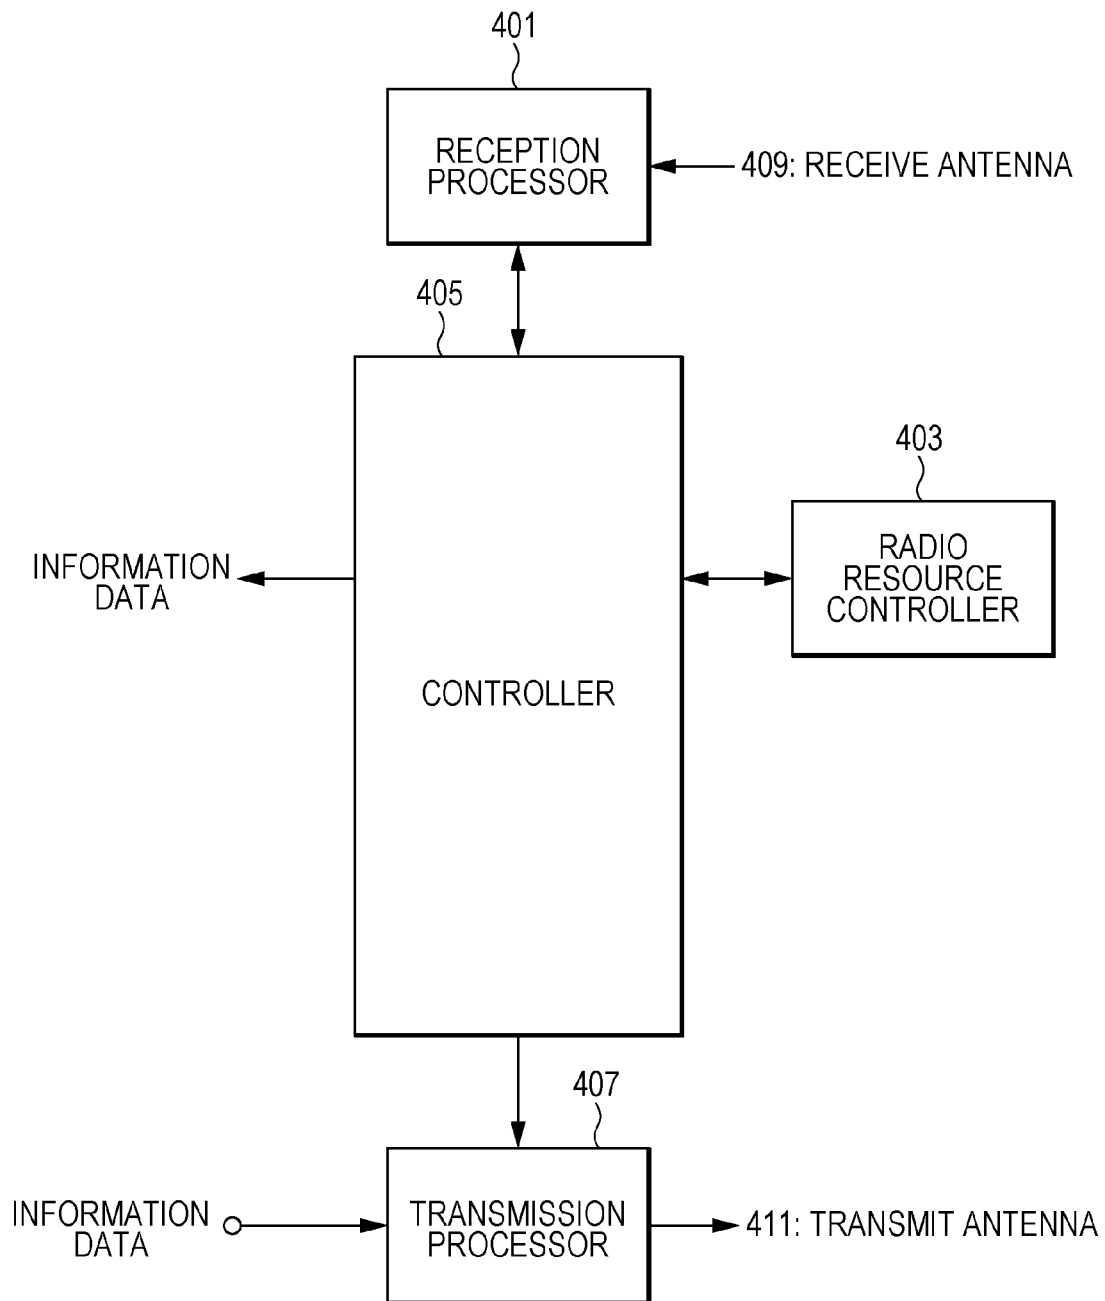 401
RECEPTION
PROCESSOR
409: RECEIVE ANTENNA
405
403
RADIO
RESOURCE
CONTROLLER
INFORMATION
DATA
CONTROLLER
407
INFORMATION
DATA
TRANSMISSION
PROCESSOR
411: TRANSMIT ANTENNA